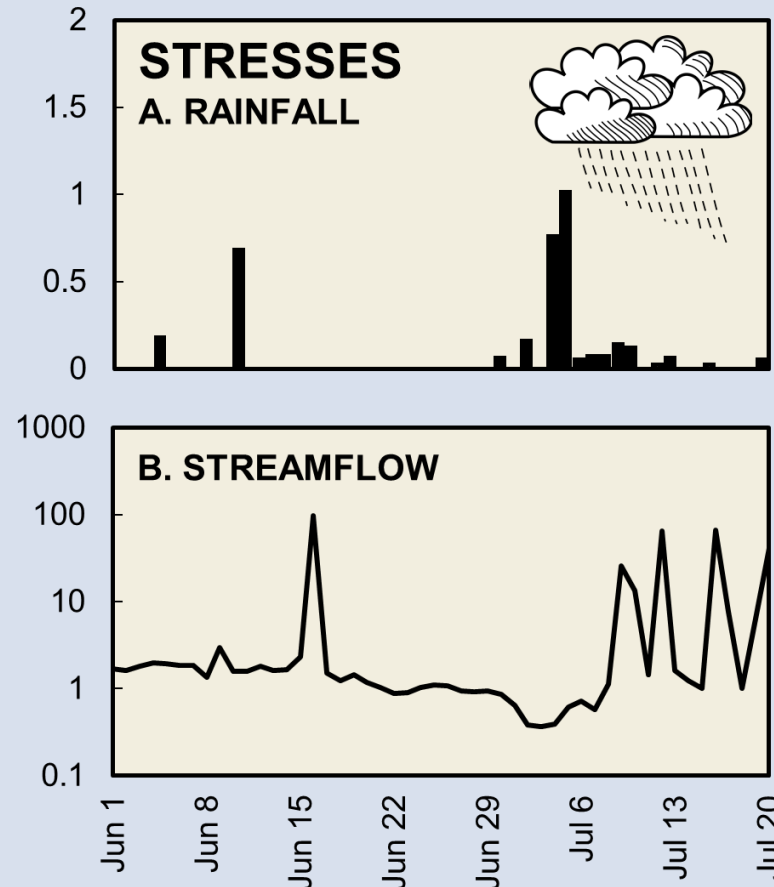 2
STRESSES
A. RAINFALL
1.5
1
0.5
0
1000
B. STREAMFLOW
100
10
1
0.1
Jun 1
Jun 8
Jun 15
Jun 22
Jun 29
Jul 6
Jul 13
Jul 20